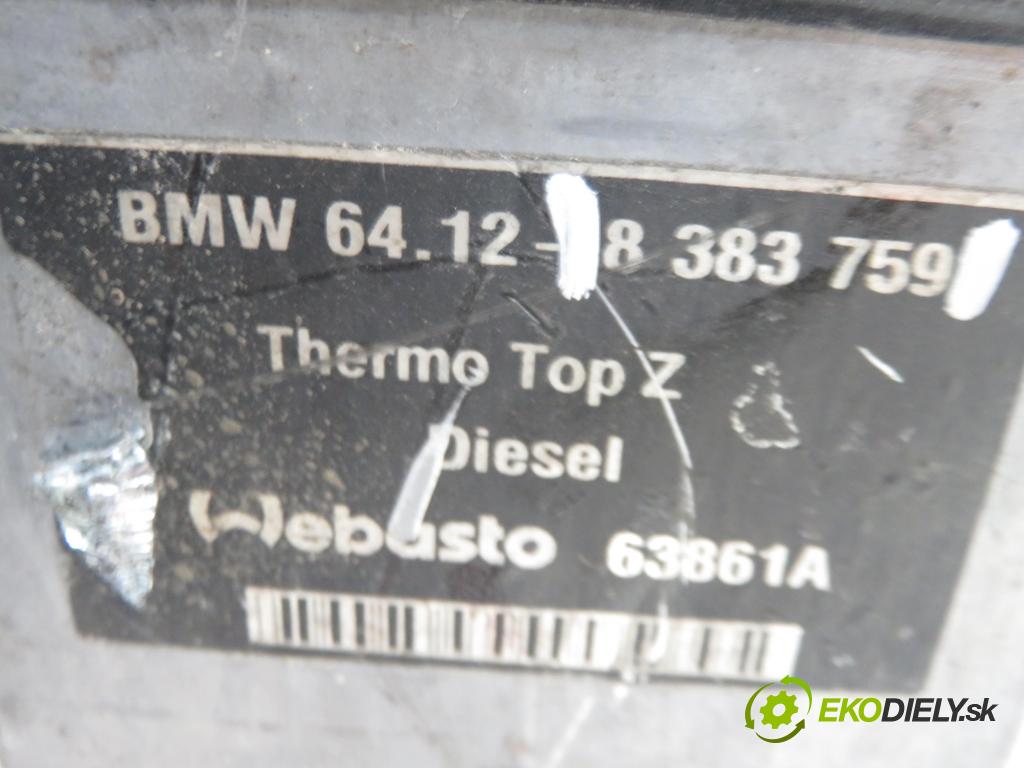 BMW 64.12-8 383 759
Thermo Top Z
Diesel
Webasto 63861A
EKODIELY.sk